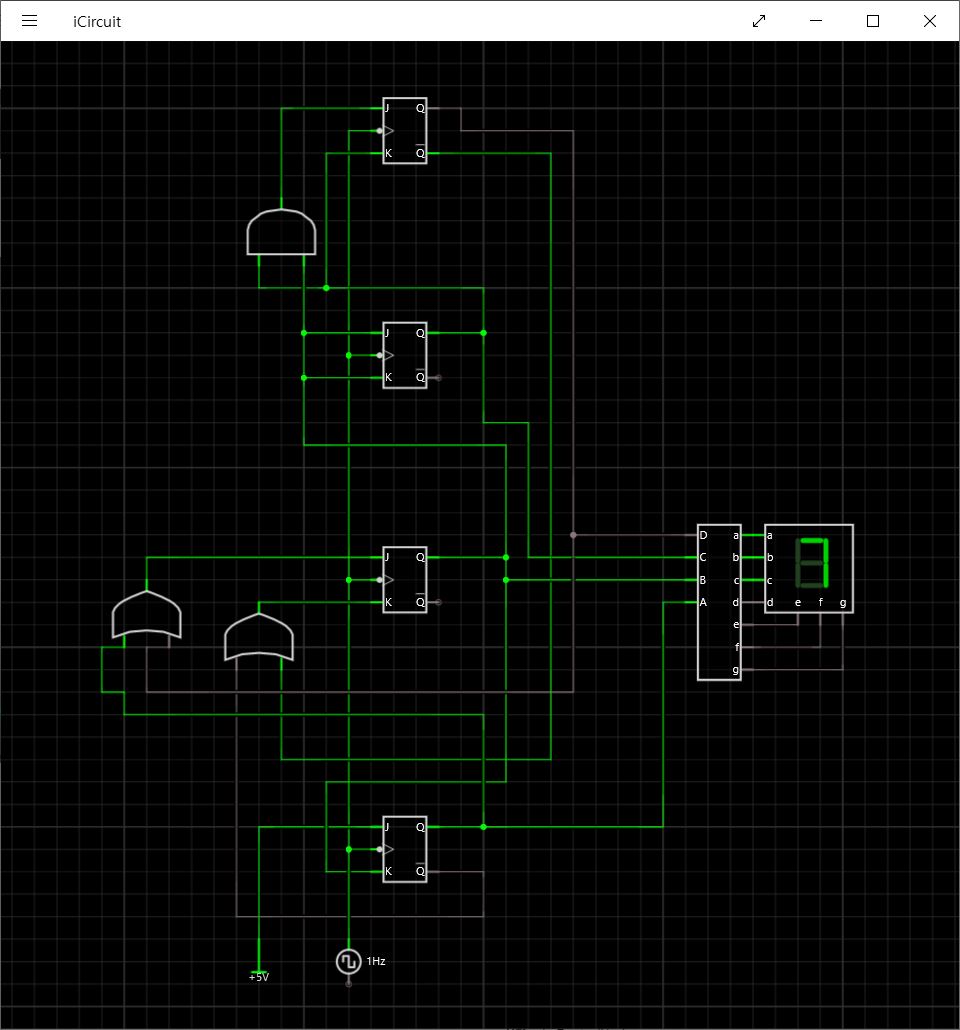 iCircuit
J Q
K Q
J Q
K Q
J Q
K Q
D a a
C b b
B c c
A d d e f g
e
f
g
J Q
K Q
1Hz
+5V